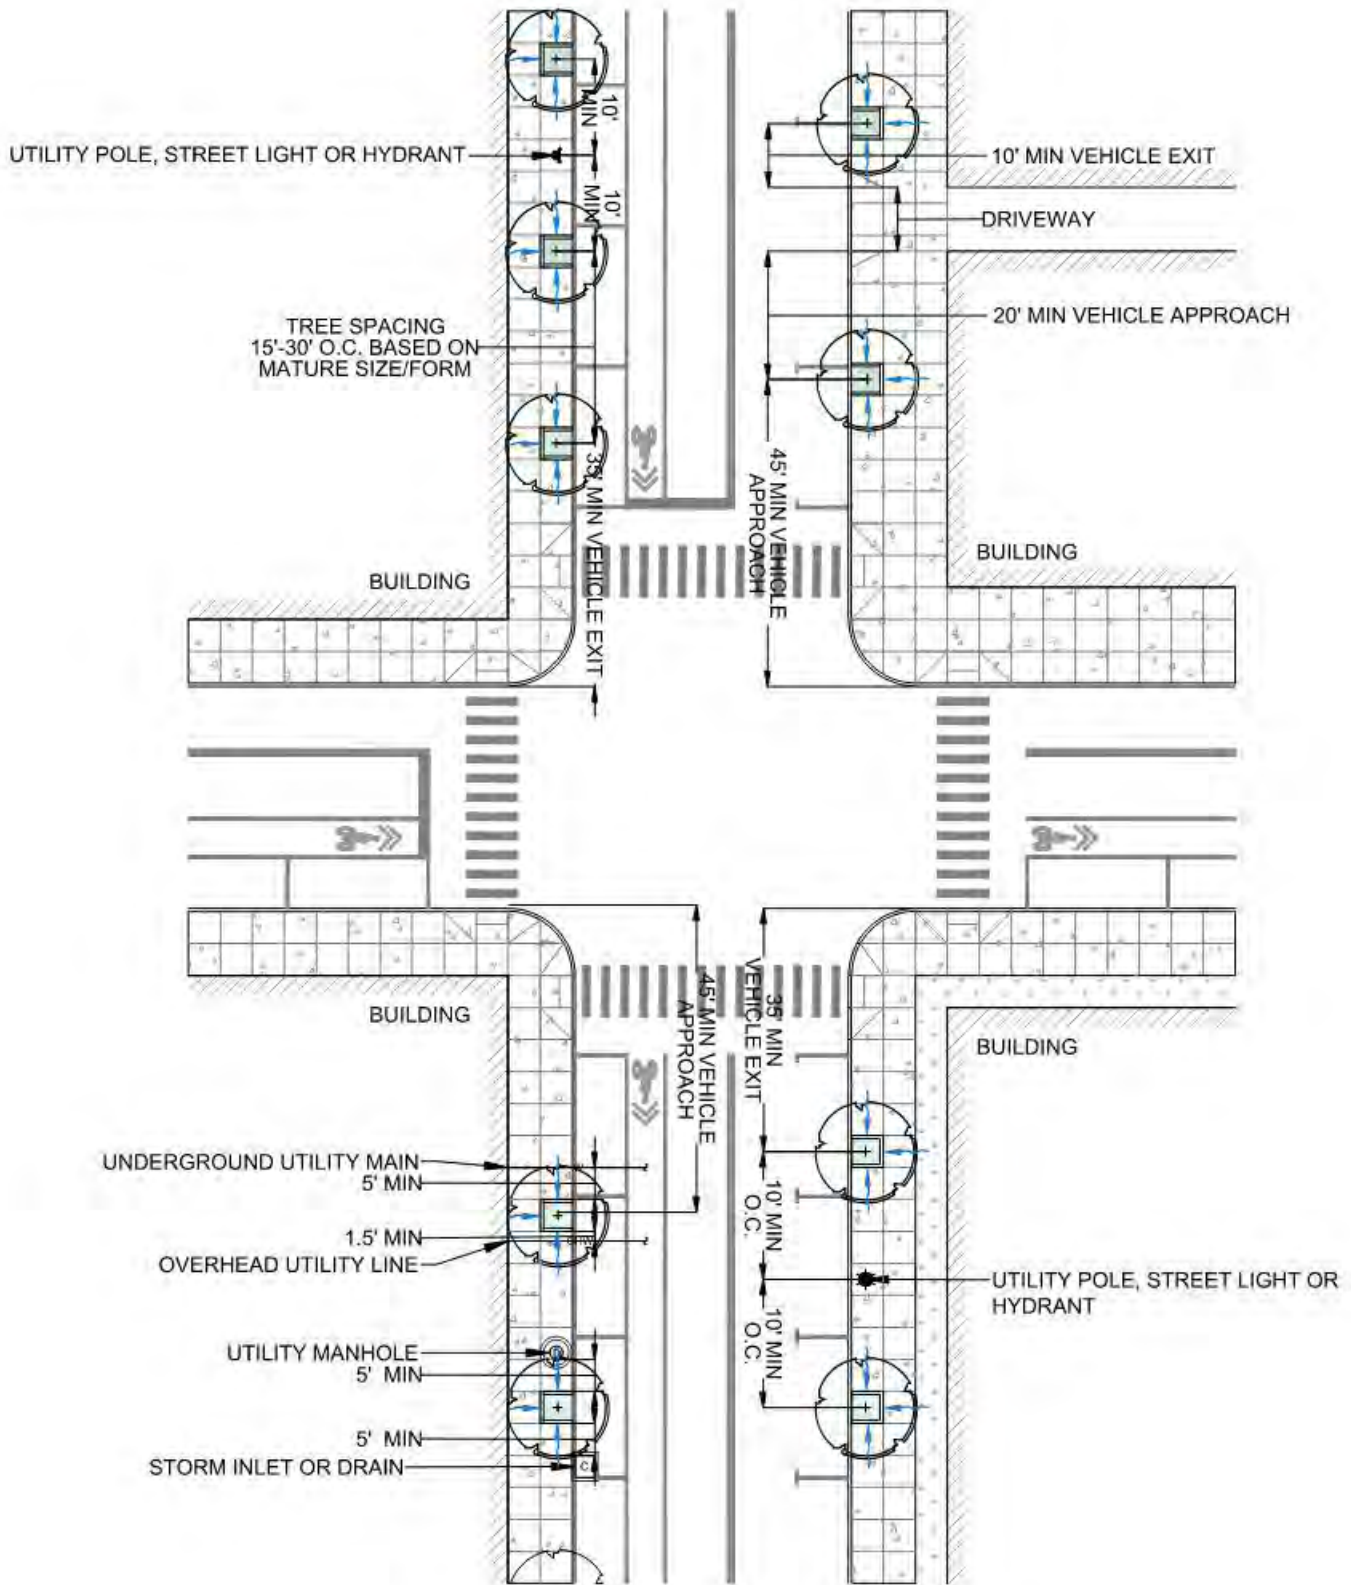 10'
MIN
UTILITY POLE, STREET LIGHT OR HYDRANT
10'
MIN
10' MIN VEHICLE EXIT
DRIVEWAY
TREE SPACING
15'-30' O.C. BASED ON
MATURE SIZE/FORM
20' MIN VEHICLE APPROACH
35' MIN VEHICLE EXIT
45' MIN VEHICLE
APPROACH
BUILDING
BUILDING
BUILDING
BUILDING
45' MIN VEHICLE
APPROACH
35' MIN
VEHICLE EXIT
UNDERGROUND UTILITY MAIN
5' MIN
1.5' MIN
OVERHEAD UTILITY LINE
10' MIN
O.C.
UTILITY POLE, STREET LIGHT OR
HYDRANT
10' MIN
O.C.
UTILITY MANHOLE
5' MIN
5' MIN
STORM INLET OR DRAIN
C